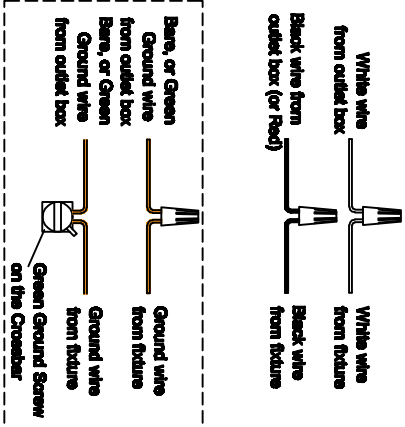 White wire
from outlet box
White wire
from fixture
Black wire from
outlet box (or Red)
Black wire
from fixture
Bare, or Green
Ground wire
from outlet box
Ground wire
from fixture
Bare, or Green
Ground wire
from outlet box
Ground wire
from fixture
Green Ground Screw
on the Crossbar